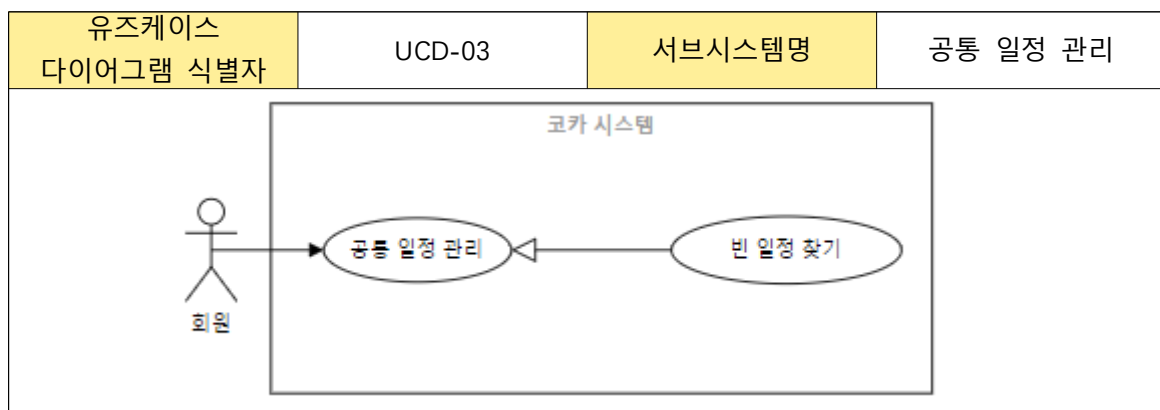 유즈케이스
다이어그램 식별자
UCD-03
서브시스템명
공통 일정 관리
코카 시스템
공통 일정 관리
빈 일정 찾기
회원